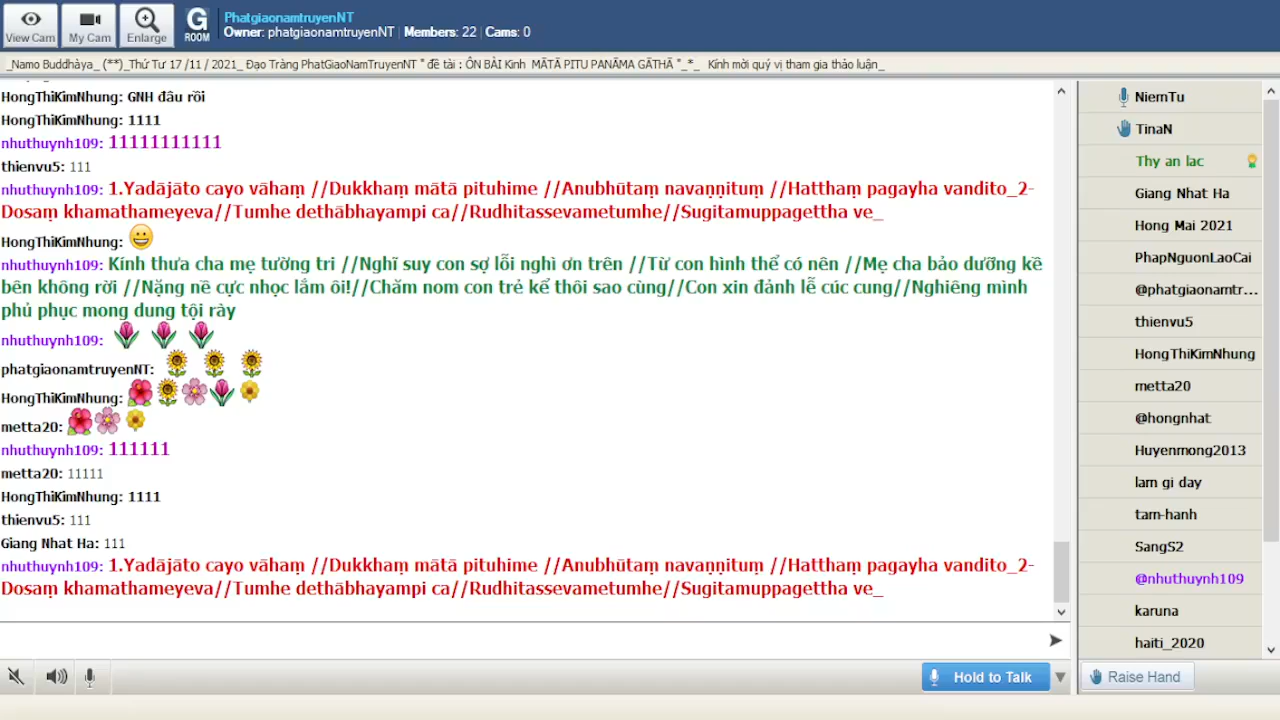 View Cam
My Cam
Enlarge
G
ROOM
PhatgiaonamtruyenNT
Owner: phatgiaonamtruyenNT | Members: 22 | Cams: 0
_Namo Buddhàya_ (**)_Thứ Tư 17 /11 / 2021_ Đạo Tràng PhatGiaoNamTruyenNT " đề tài : ÔN BÀI Kinh MĀTĀ PITU PANĀMA GĀTHĀ "_*_ Kính mời quý vị tham gia thảo luận_
HongThiKimNhung: GNH đâu rồi
HongThiKimNhung: 1111
nhuthuynh109: 11111111111
thienvu5: 111
nhuthuynh109: 1.Yadājāto cayo vāhaṃ //Dukkhaṃ mātā pituhime //Anubhūtaṃ navaṇṇituṃ //Hatthaṃ pagayha vandito_2-
Dosaṃ khamathameyeva//Tumhe dethābhayampi ca//Rudhitassevametumhe//Sugitamuppagettha ve_
HongThiKimNhung:
nhuthuynh109: Kính thưa cha mẹ tường tri //Nghĩ suy con sợ lỗi nghì ơn trên //Từ con hình thể có nên //Mẹ cha bảo dưỡng kề
bên không rời //Nặng nề cực nhọc lắm ôi!//Chăm nom con trẻ kể thôi sao cùng//Con xin đảnh lễ cúc cung//Nghiêng mình
phủ phục mong dung tội rày
nhuthuynh109:
phatgiaonamtruyenNT:
HongThiKimNhung:
metta20:
nhuthuynh109: 111111
metta20: 11111
HongThiKimNhung: 1111
thienvu5: 111
Giang Nhat Ha: 111
nhuthuynh109: 1.Yadājāto cayo vāhaṃ //Dukkhaṃ mātā pituhime //Anubhūtaṃ navaṇṇituṃ //Hatthaṃ pagayha vandito_2-
Dosaṃ khamathameyeva//Tumhe dethābhayampi ca//Rudhitassevametumhe//Sugitamuppagettha ve_
Hold to Talk
NiemTu
TinaN
Thy an lac
Giang Nhat Ha
Hong Mai 2021
PhapNguonLaoCai
@phatgiaonamtr...
thienvu5
HongThiKimNhung
metta20
@hongnhat
Huyenmong2013
lam gi day
tam-hanh
SangS2
@nhuthuynh109
karuna
haiti_2020
Raise Hand